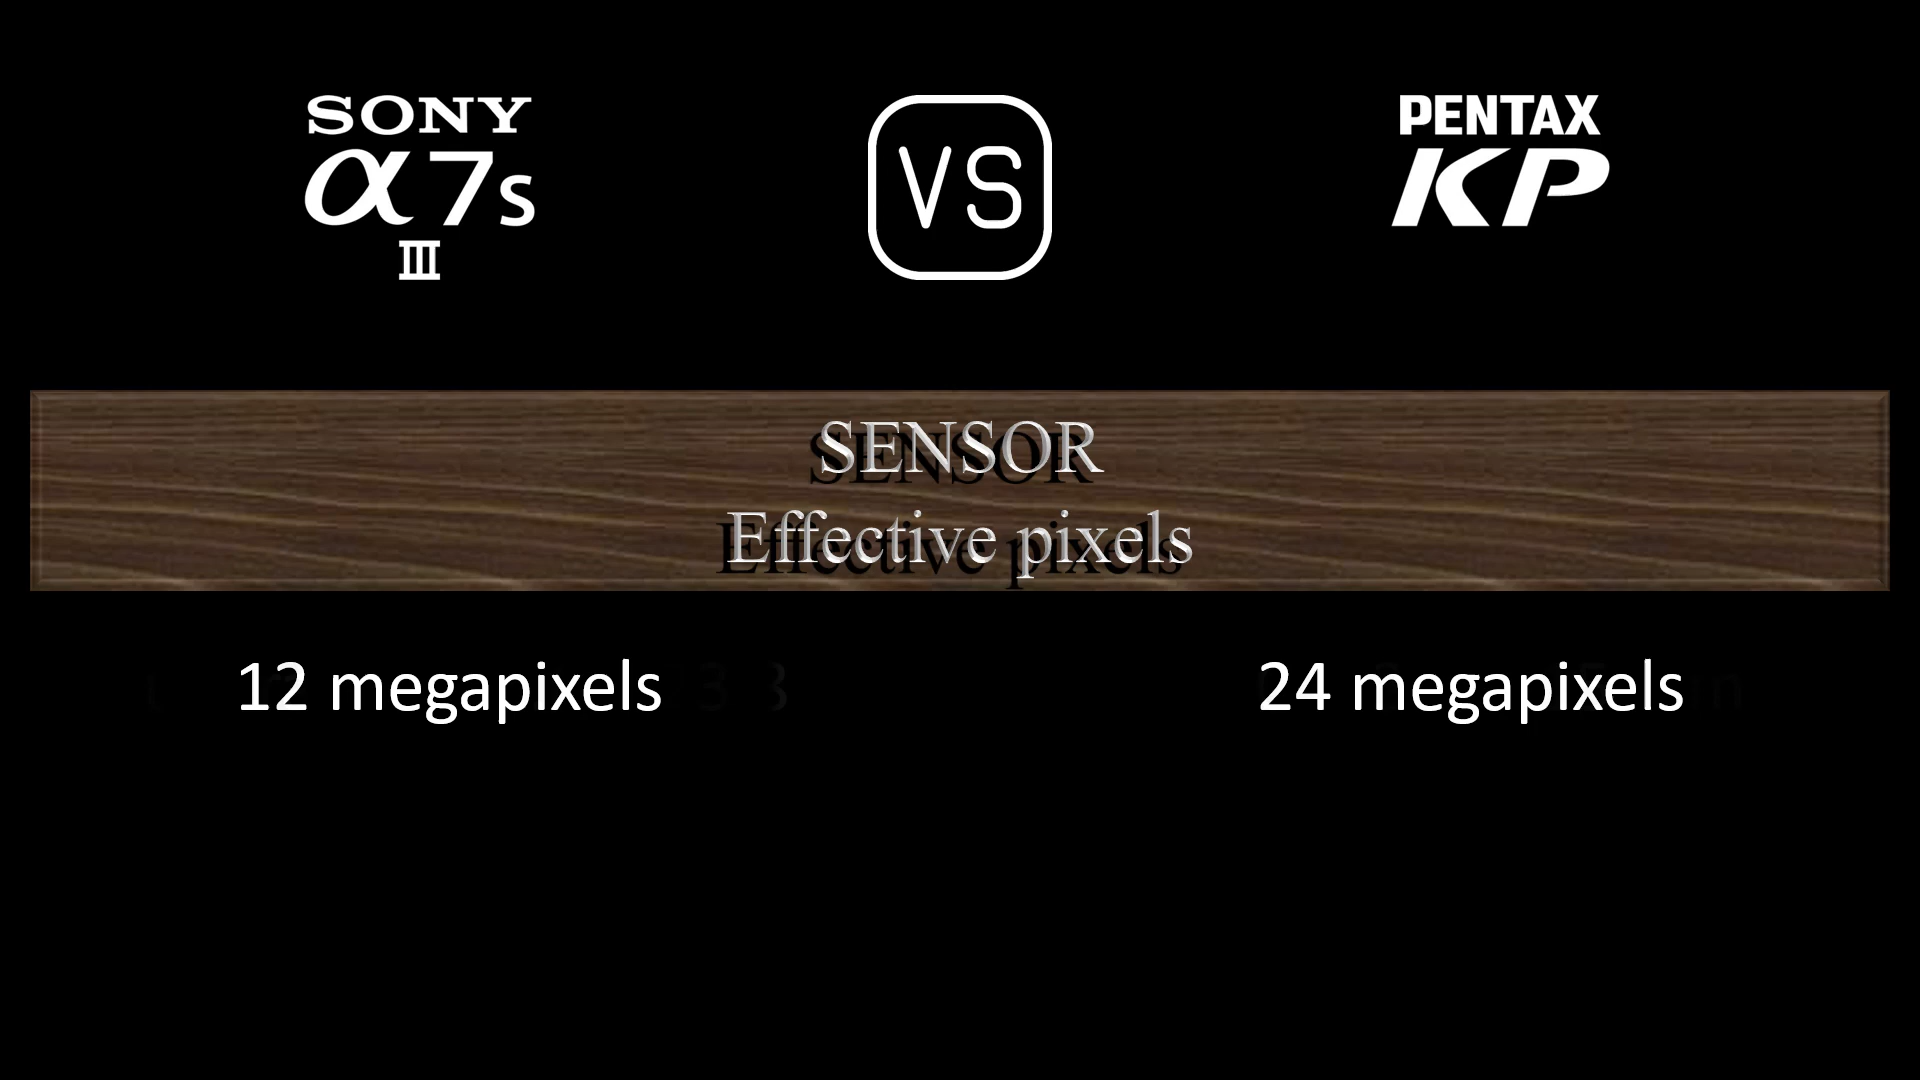 SONY
α7s
III
VS
PENTAX
KP
SENSOR
Effective pixels
12 megapixels
24 megapixels